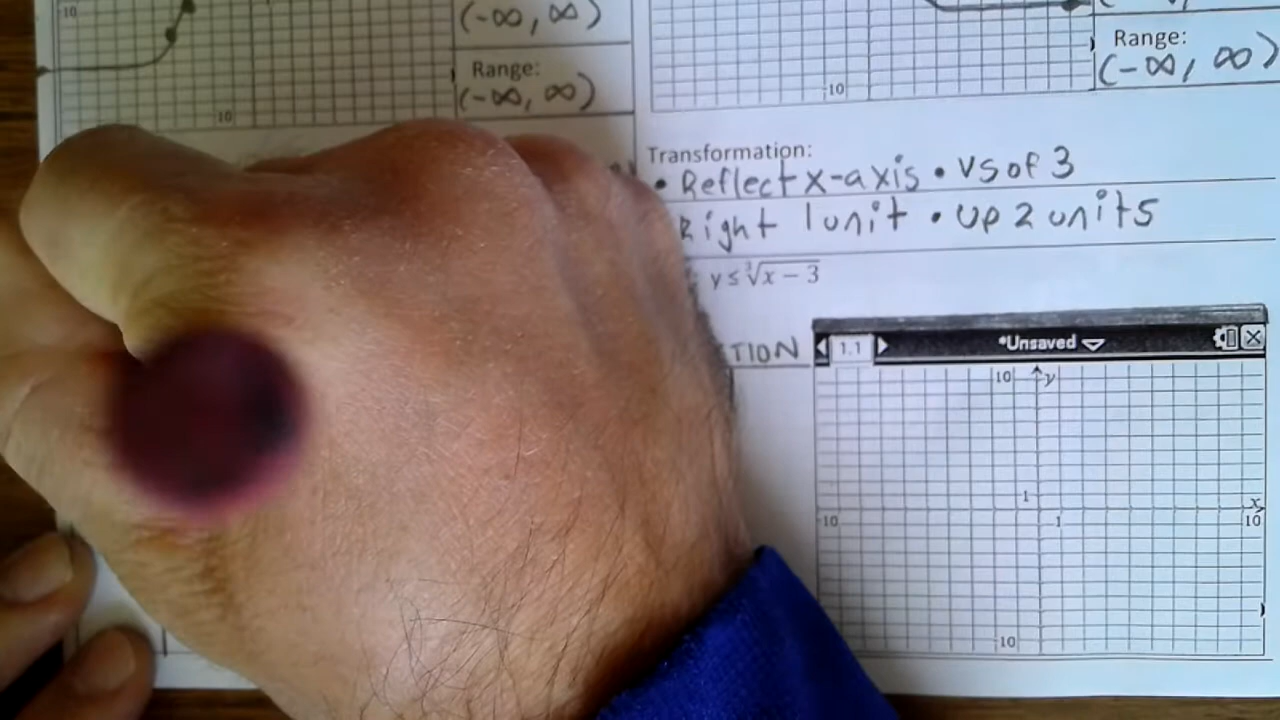 10
(-∞, ∞)
Range:
(-∞, ∞)
10
-10
Range:
(-∞, ∞)
Transformation:
• Reflect x-axis • VS of 3
Right 1 unit • Up 2 units
y ≤ ∛x − 3
TION
1.1
*Unsaved
10
y
1
x
-10
1
10
-10